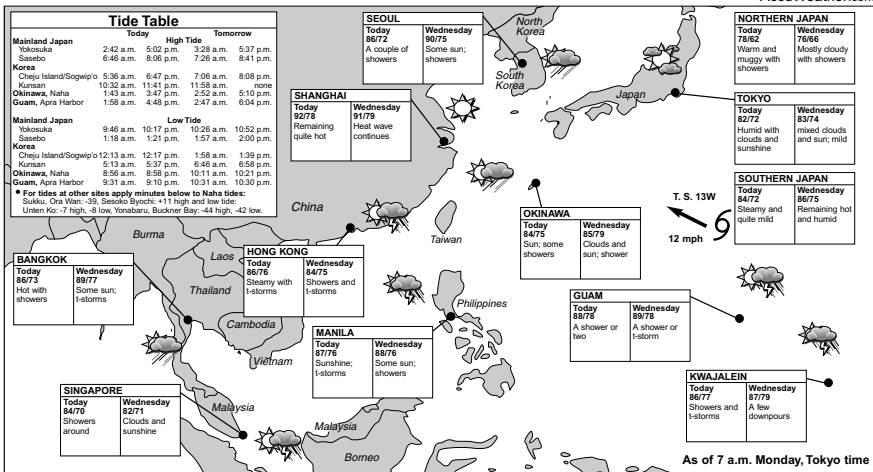 Tide Table
Today Tomorrow
High Tide
Mainland Japan
Yokosuka 2:42 a.m. 5:02 p.m. 3:28 a.m. 5:37 p.m.
Sasebo 6:46 a.m. 8:06 p.m. 7:26 a.m. 8:41 p.m.
Korea
Cheju Island/Sogwip'o 5:36 a.m. 6:47 p.m. 7:06 a.m. 8:08 p.m.
Kunsan 10:32 a.m. 11:41 p.m. 11:58 a.m. none
Okinawa, Naha 1:43 a.m. 3:47 p.m. 2:52 a.m. 5:10 p.m.
Guam, Apra Harbor 1:58 a.m. 4:48 p.m. 2:47 a.m. 6:04 p.m.
Mainland Japan Low Tide
Yokosuka 9:46 a.m. 10:17 p.m. 10:26 a.m. 10:52 p.m.
Sasebo 1:18 a.m. 1:21 p.m. 1:57 a.m. 2:00 p.m.
Korea
Cheju Island/Sogwip'o 12:13 a.m. 12:17 p.m. 1:58 a.m. 1:39 p.m.
Kunsan 5:13 a.m. 5:37 p.m. 6:46 a.m. 6:58 p.m.
Okinawa, Naha 8:56 a.m. 8:58 p.m. 10:11 a.m. 10:21 p.m.
Guam, Apra Harbor 9:31 a.m. 9:10 p.m. 10:31 a.m. 10:30 p.m.
• For tides at other sites apply minutes below to Naha tides:
Sukku, Ora Wan: -39, Sesoko Byochi: +11 high and low tide:
Unten Ko: -7 high, -8 low, Yonabaru, Buckner Bay: -44 high, -42 low.
SEOUL
Today Wednesday
86/72 90/75
A couple of Some sun;
showers showers
North
Korea
South
Korea
NORTHERN JAPAN
Today Wednesday
78/62 76/66
Warm and Mostly cloudy
muggy with with showers
showers
Japan
SHANGHAI
Today Wednesday
92/78 91/79
Remaining Heat wave
quite hot continues
TOKYO
Today Wednesday
82/72 83/74
Humid with mixed clouds
clouds and and sun; mild
sunshine
SOUTHERN JAPAN
Today Wednesday
84/72 86/75
Steamy and Remaining hot
quite mild and humid
T. S. 13W
12 mph
China
Taiwan
OKINAWA
Today Wednesday
84/75 85/79
Sun; some Clouds and
showers sun; shower
Burma
Laos
Thailand
Cambodia
Vietnam
HONG KONG
Today Wednesday
86/76 84/75
Steamy with Showers and
t-storms t-storms
BANGKOK
Today Wednesday
86/73 89/77
Hot with Some sun;
showers t-storms
Philippines
GUAM
Today Wednesday
88/78 89/78
A shower or A shower or
two t-storm
MANILA
Today Wednesday
87/76 88/76
Sunshine; Some sun;
t-storms showers
KWAJALEIN
Today Wednesday
86/77 87/79
Showers and A few
t-storms downpours
SINGAPORE
Today Wednesday
84/70 82/71
Showers Clouds and
around sunshine
Malaysia
Malaysia
Borneo
As of 7 a.m. Monday, Tokyo time